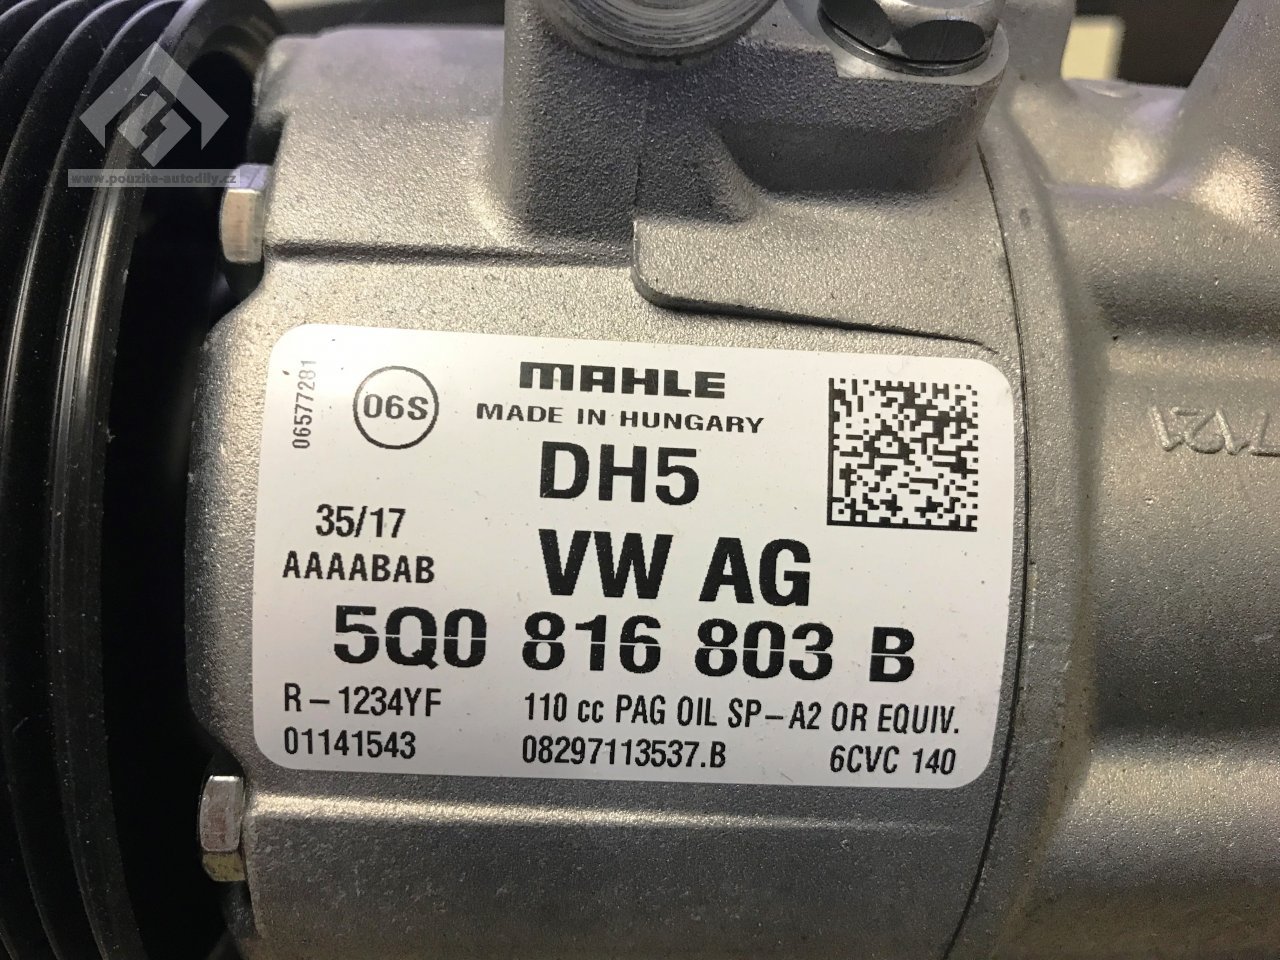 www.pouzite-autodily.cz
06577281
06S
MAHLE
MADE IN HUNGARY
DH5
35/17
AAAABAB
VW AG
5Q0 816 803 B
R-1234YF
110 cc PAG OIL SP-A2 OR EQUIV.
01141543
08297113537.B
6CVC 140